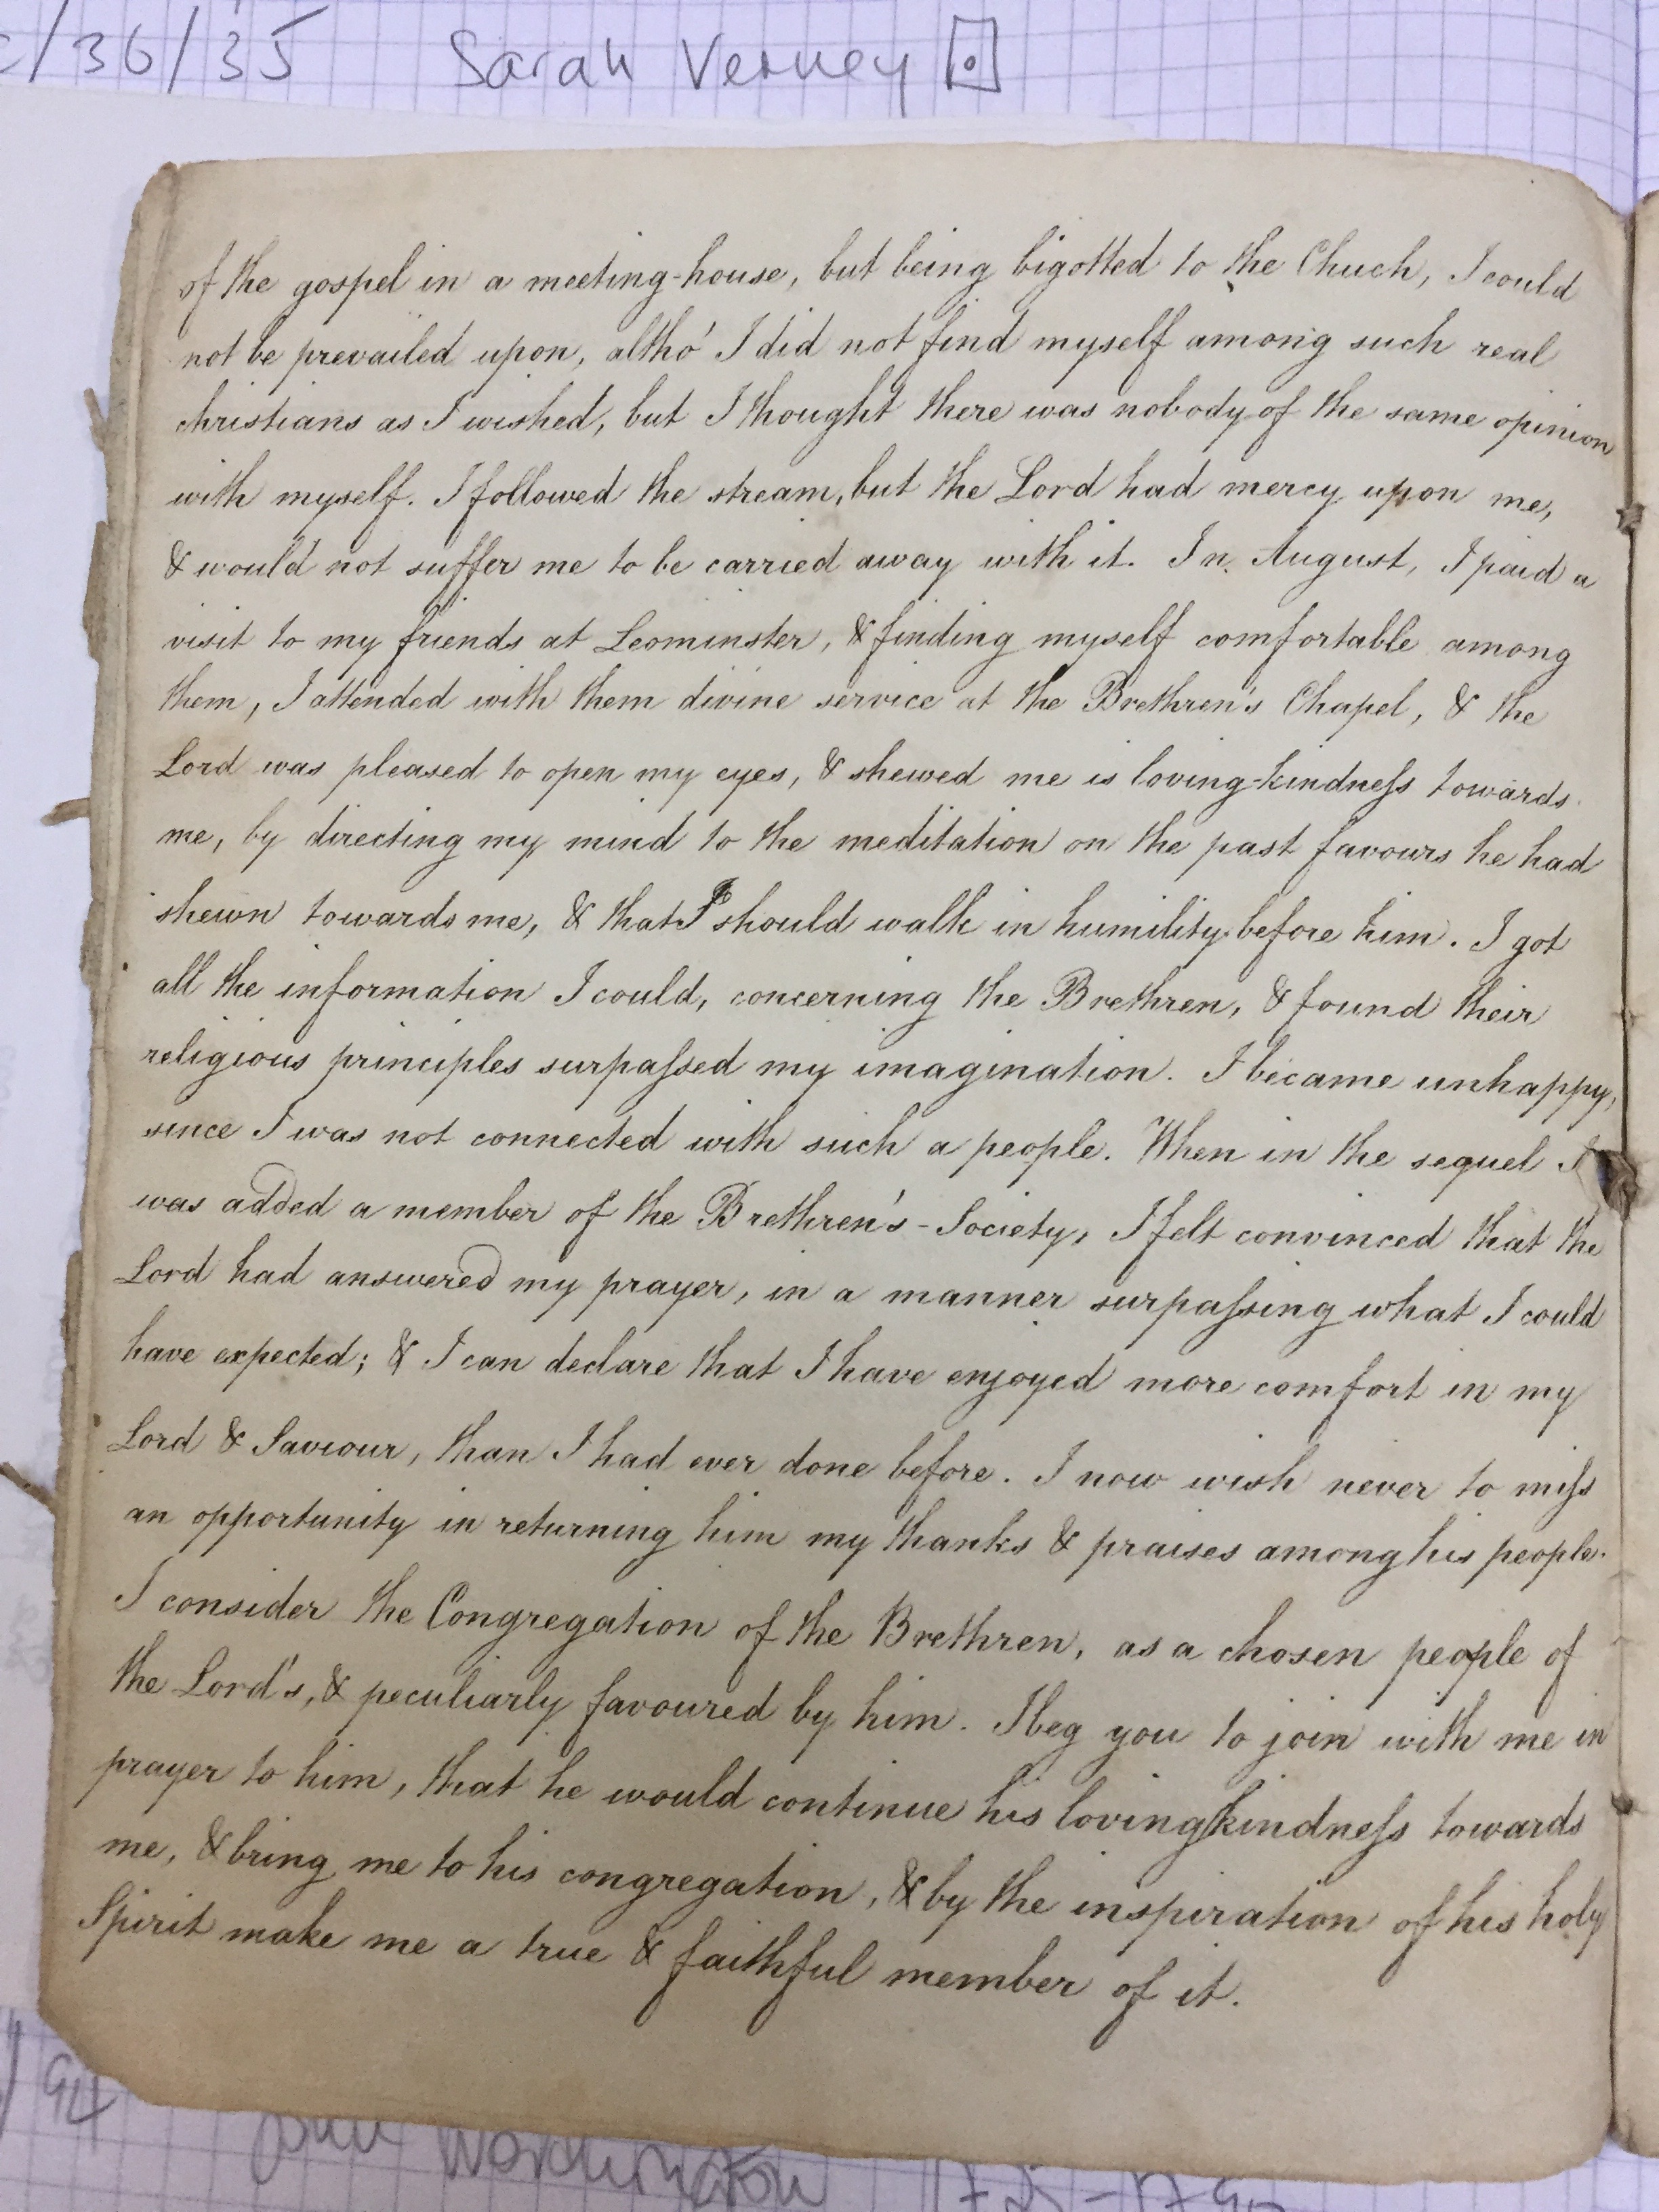 /36/35 Sarah Verney
of the gospel in a meeting-house, but being bigotted to the Chuch, I could
not be prevailed upon, altho' I did not find myself among such real
christians as I wished, but I thought there was nobody of the same opinion
with myself. I followed the stream, but the Lord had mercy upon me,
& would not suffer me to be carried away with it. In August, I paid a
visit to my friends at Leominster, & finding myself comfortable among
them, I attended with them divine service at the Brethren's Chapel, & the
Lord was pleased to open my eyes, & shewed me is loving-kindneſs towards
me, by directing my mind to the meditation on the past favours he had
shewn towards me, & that I should walk in humility before him. I got
all the information I could, concerning the Brethren, & found their
religious principles surpaſsed my imagination. I became unhappy,
since I was not connected with such a people. When in the sequel I
was added a member of the Brethren's-Society, I felt convinced that the
Lord had answered my prayer, in a manner surpaſsing what I could
have expected; & I can declare that I have enjoyed more comfort in my
Lord & Saviour, than I had ever done before. I now wish never to miſs
an opportunity in returning him my thanks & praises among his people.
I consider the Congregation of the Brethren, as a chosen people of
the Lord's, & peculiarly favoured by him. I beg you to join with me in
prayer to him, that he would continue his loving kindneſs towards
me, & bring me to his congregation, & by the inspiration of his holy
Spirit make me a true & faithful member of it.
/94